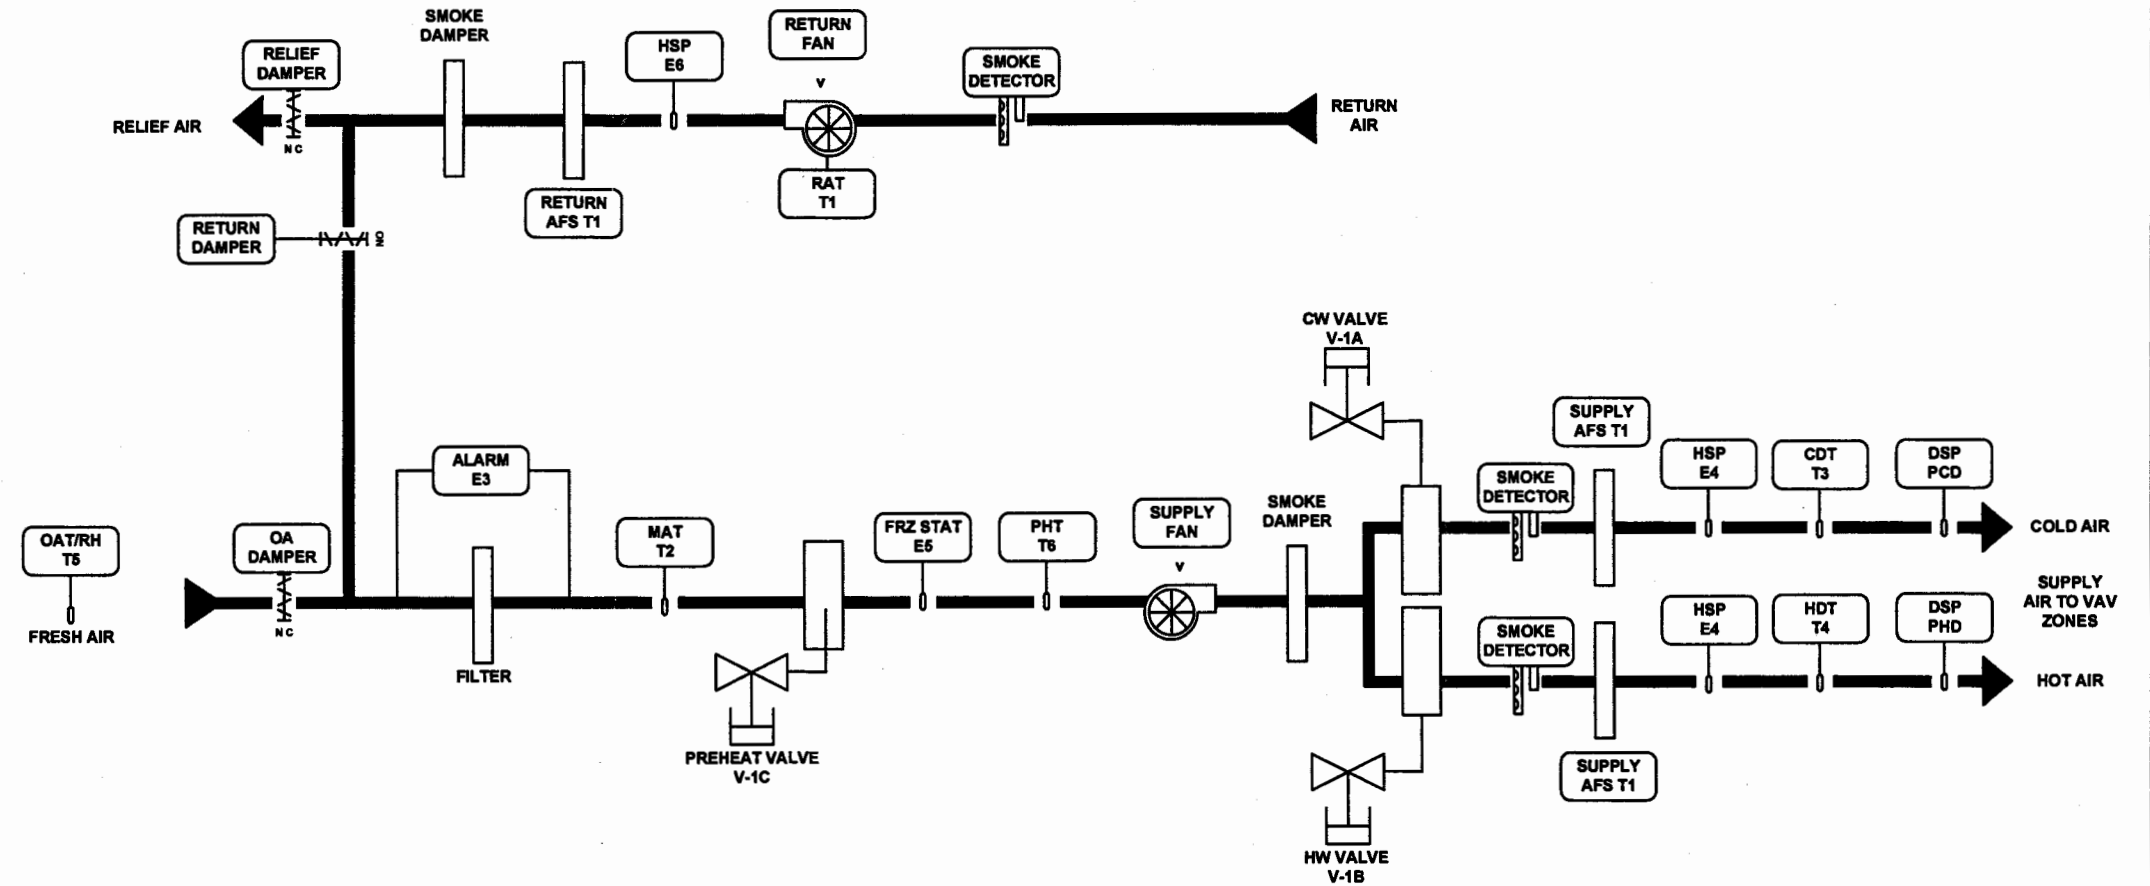 SMOKE
DAMPER
RETURN
FAN
RELIEF
DAMPER
HSP
E6
SMOKE
DETECTOR
V
RELIEF AIR
RETURN
AIR
NC
RAT
T1
RETURN
AFS T1
RETURN
DAMPER
NO
CW VALVE
V-1A
SUPPLY
AFS T1
ALARM
E3
SMOKE
DETECTOR
HSP
E4
CDT
T3
DSP
PCD
OAT/RH
T5
OA
DAMPER
MAT
T2
FRZ STAT
E5
PHT
T6
SUPPLY
FAN
SMOKE
DAMPER
COLD AIR
V
FRESH AIR
NC
FILTER
SUPPLY
AIR TO VAV
ZONES
SMOKE
DETECTOR
HSP
E4
HDT
T4
DSP
PHD
HOT AIR
PREHEAT VALVE
V-1C
SUPPLY
AFS T1
HW VALVE
V-1B